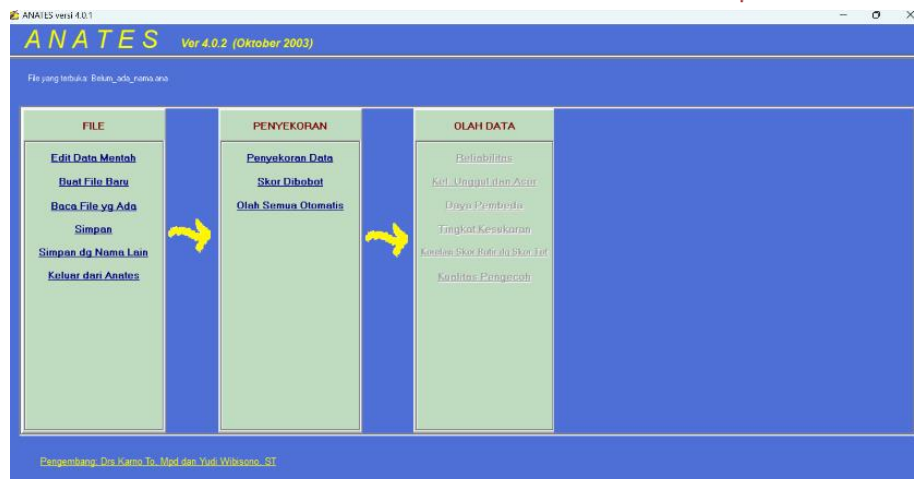 ANATES versi 4.0.1
ANATES Ver 4.0.2 (Oktober 2003)
File yang terbuka: Belum_ada_nama.ana
FILE
Edit Data Mentah
Buat File Baru
Baca File yg Ada
Simpan
Simpan dg Nama Lain
Keluar dari Anates
PENYEKORAN
Penyekoran Data
Skor Dibobot
Olah Semua Otomatis
OLAH DATA
Reliabilitas
Kel. Unggul dan Asor
Daya Pembeda
Tingkat Kesukaran
Korelasi Skor Butir dg Skor Tot
Kualitas Pengecoh
Pengembang: Drs Karno To, Mpd dan Yudi Wibisono, ST